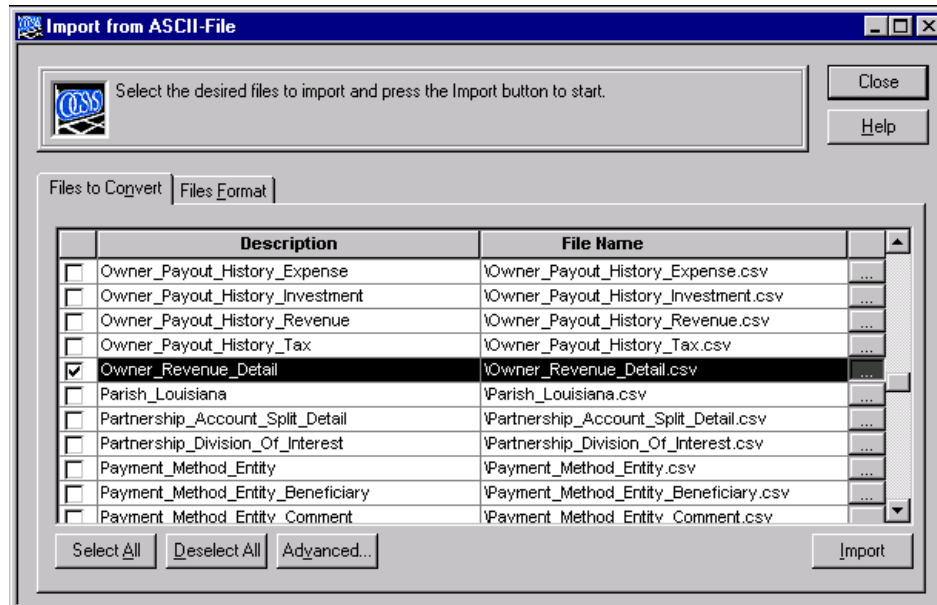 Import from ASCII-File
Select the desired files to import and press the Import button to start.
Close
Help
Files to Convert Files Format
Description File Name
Owner_Payout_History_Expense \Owner_Payout_History_Expense.csv ...
Owner_Payout_History_Investment \Owner_Payout_History_Investment.csv ...
Owner_Payout_History_Revenue \Owner_Payout_History_Revenue.csv ...
Owner_Payout_History_Tax \Owner_Payout_History_Tax.csv ...
Owner_Revenue_Detail \Owner_Revenue_Detail.csv ...
Parish_Louisiana \Parish_Louisiana.csv ...
Partnership_Account_Split_Detail \Partnership_Account_Split_Detail.csv ...
Partnership_Division_Of_Interest \Partnership_Division_Of_Interest.csv ...
Payment_Method_Entity \Payment_Method_Entity.csv ...
Payment_Method_Entity_Beneficiary \Payment_Method_Entity_Beneficiary.csv ...
Payment_Method_Entity_Comment \Payment_Method_Entity_Comment.csv
Select All Deselect All Advanced... Import